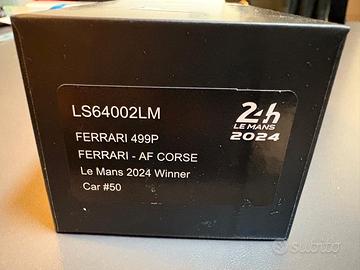 LS64002LM
24h
LE MANS
2024
FERRARI 499P
FERRARI - AF CORSE
Le Mans 2024 Winner
Car #50
subito